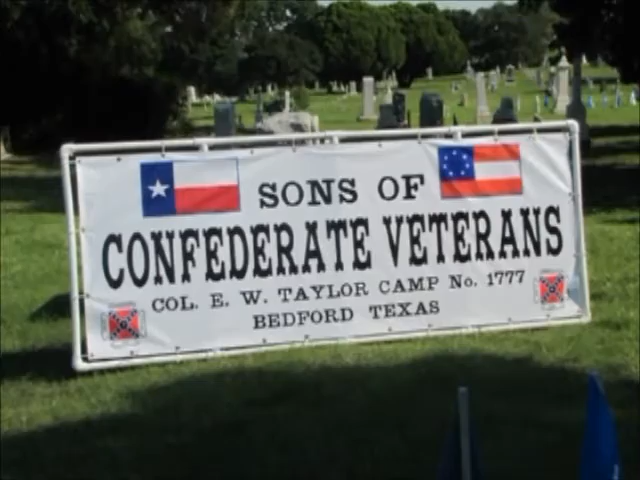 SONS OF
CONFEDERATE VETERANS
COL. E. W. TAYLOR CAMP No. 1777
BEDFORD TEXAS